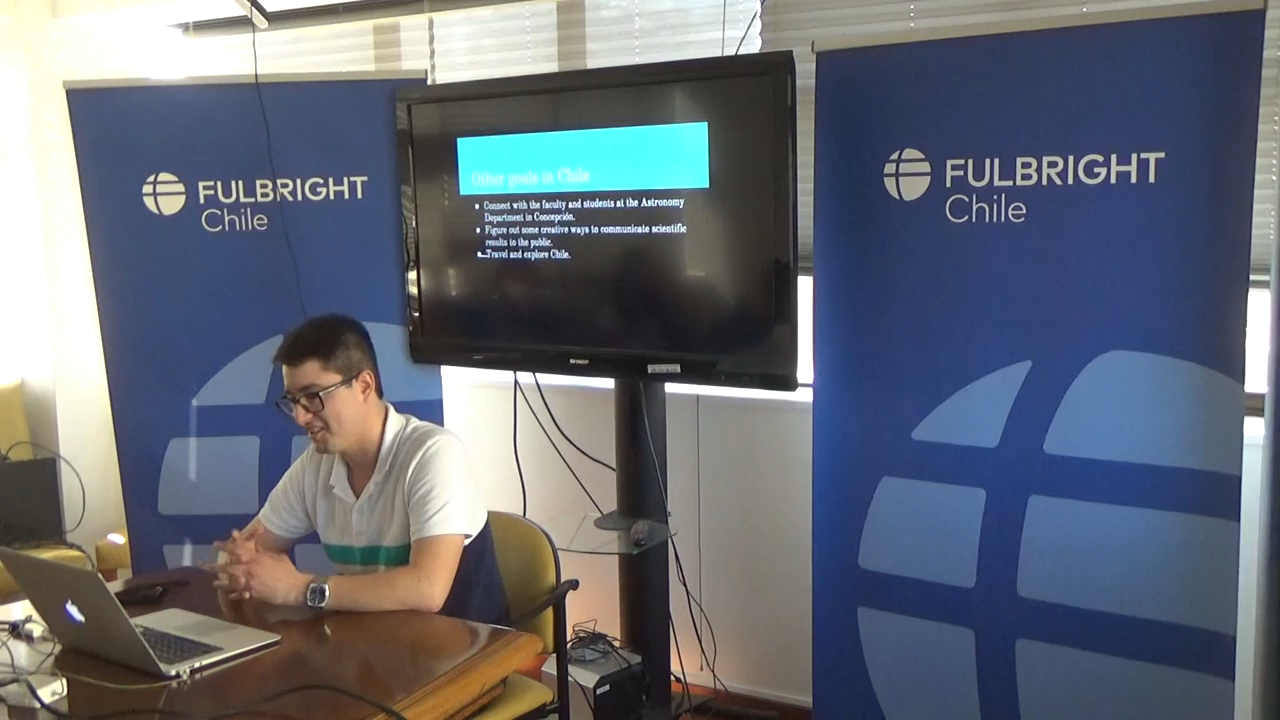 FULBRIGHT
Chile
Other goals in Chile
Connect with the faculty and students at the Astronomy
Department in Concepción.
Figure out some creative ways to communicate scientific
results to the public.
Travel and explore Chile.
SHARP
FULBRIGHT
Chile